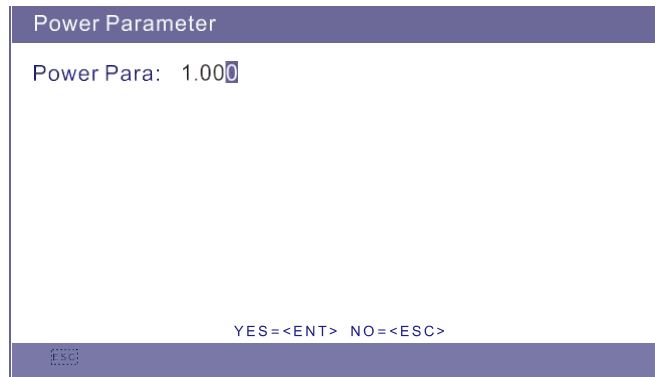 Power Parameter
Power Para: 1.000
YES=<ENT> NO=<ESC>
ESC